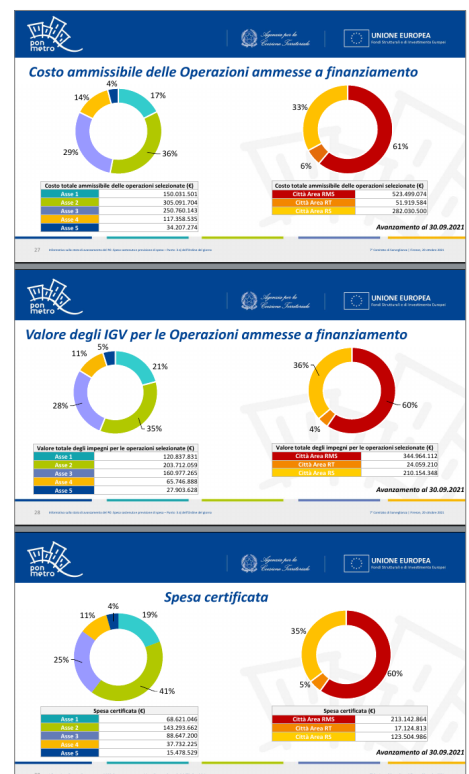 pon
metro
Agenzia per la
Coesione Territoriale
UNIONE EUROPEA
Fondi Strutturali e di Investimento Europei
Costo ammissibile delle Operazioni ammesse a finanziamento
4%
14%
17%
29%
36%
33%
61%
6%
Costo totale ammissibile delle operazioni selezionate (€)
Asse 1 150.031.501
Asse 2 305.091.704
Asse 3 250.760.143
Asse 4 117.358.535
Asse 5 34.207.274
Costo totale ammissibile delle operazioni selezionate (€)
Città Area RMS 523.499.074
Città Area RT 51.919.584
Città Area RS 282.030.500
Avanzamento al 30.09.2021
27
pon
metro
Agenzia per la
Coesione Territoriale
UNIONE EUROPEA
Fondi Strutturali e di Investimento Europei
Valore degli IGV per le Operazioni ammesse a finanziamento
5%
11%
21%
28%
35%
36%
60%
4%
Valore totale degli impegni per le operazioni selezionate (€)
Asse 1 120.837.831
Asse 2 203.712.059
Asse 3 160.977.265
Asse 4 65.746.888
Asse 5 27.903.628
Valore totale degli impegni per le operazioni selezionate (€)
Città Area RMS 344.964.112
Città Area RT 24.059.210
Città Area RS 210.154.348
Avanzamento al 30.09.2021
28
pon
metro
Agenzia per la
Coesione Territoriale
UNIONE EUROPEA
Fondi Strutturali e di Investimento Europei
Spesa certificata
4%
11%
19%
25%
41%
35%
60%
5%
Spesa certificata (€)
Asse 1 68.621.046
Asse 2 143.293.662
Asse 3 88.647.200
Asse 4 37.732.225
Asse 5 15.478.529
Spesa certificata (€)
Città Area RMS 213.142.864
Città Area RT 17.124.813
Città Area RS 123.504.986
Avanzamento al 30.09.2021